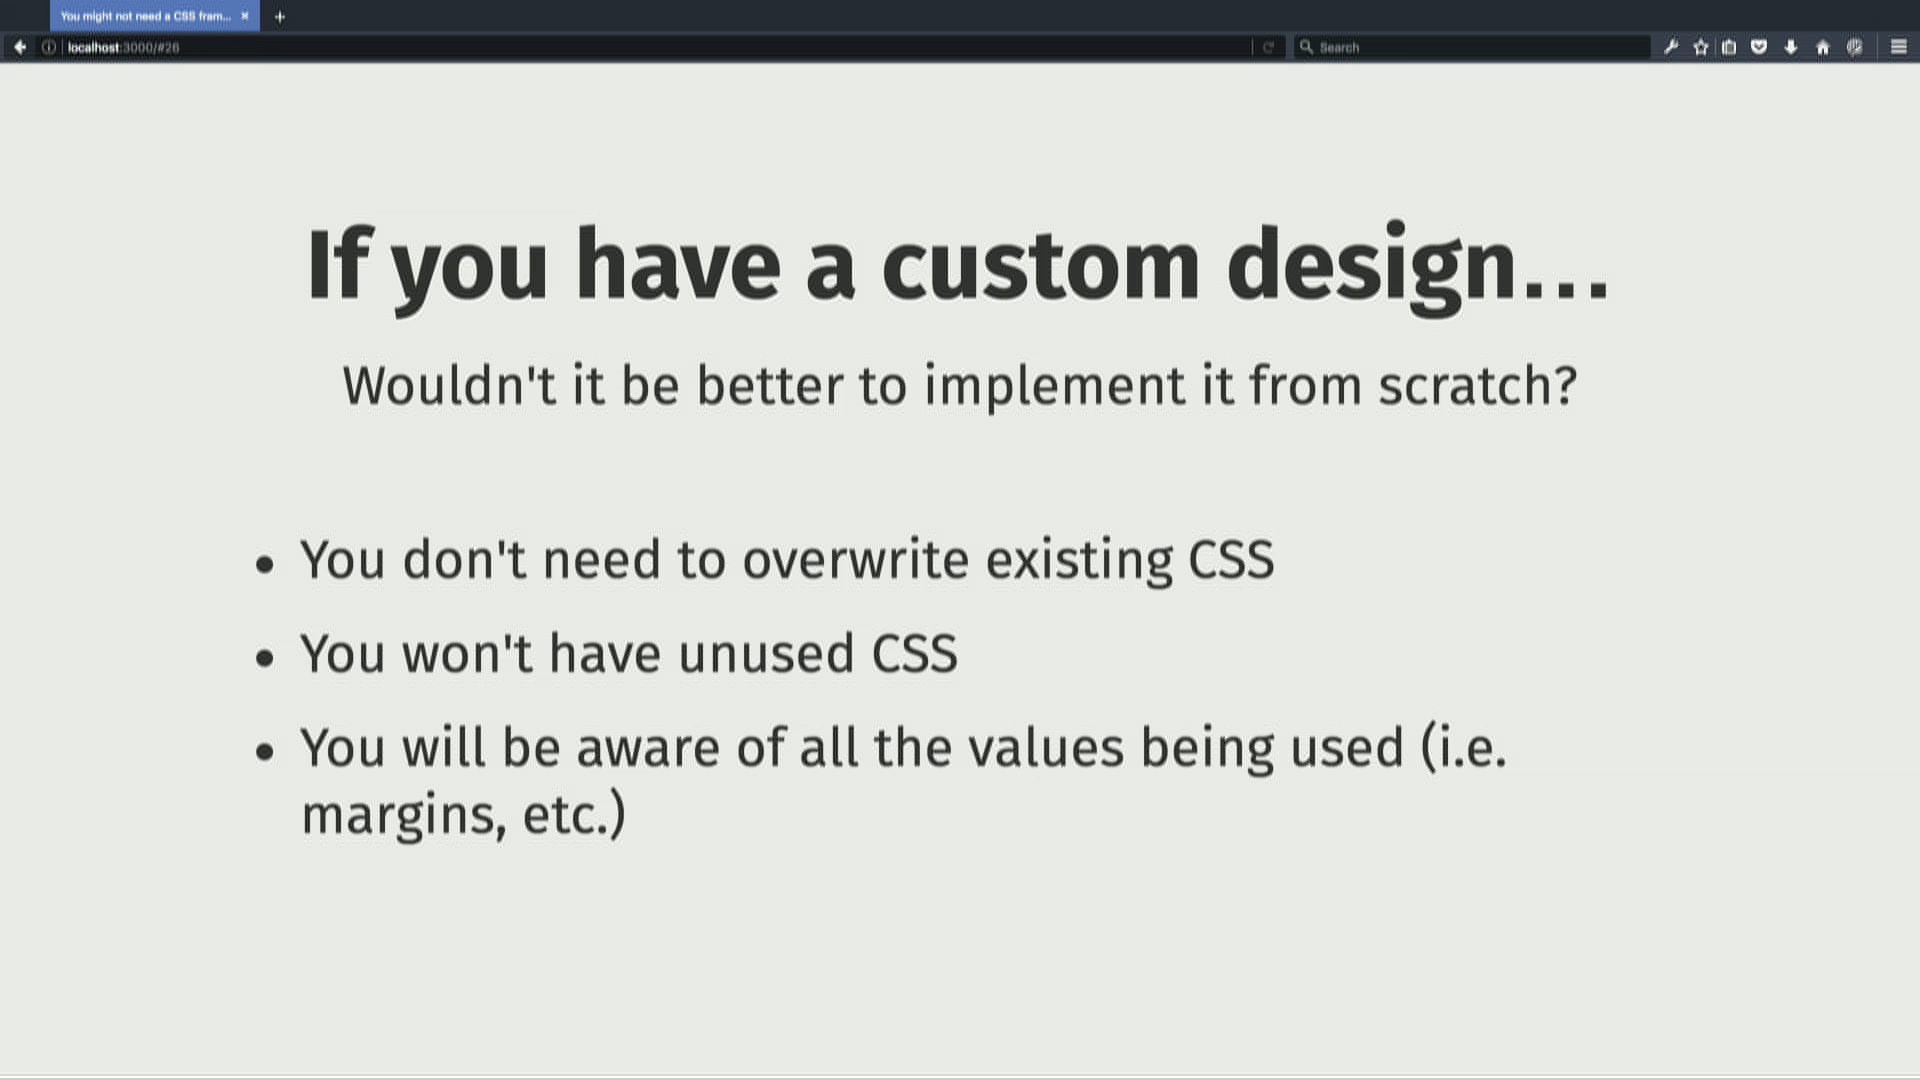 You might not need a CSS fram...
localhost:3000/#26
Search
If you have a custom design...
Wouldn't it be better to implement it from scratch?
• You don't need to overwrite existing CSS
• You won't have unused CSS
• You will be aware of all the values being used (i.e.
margins, etc.)